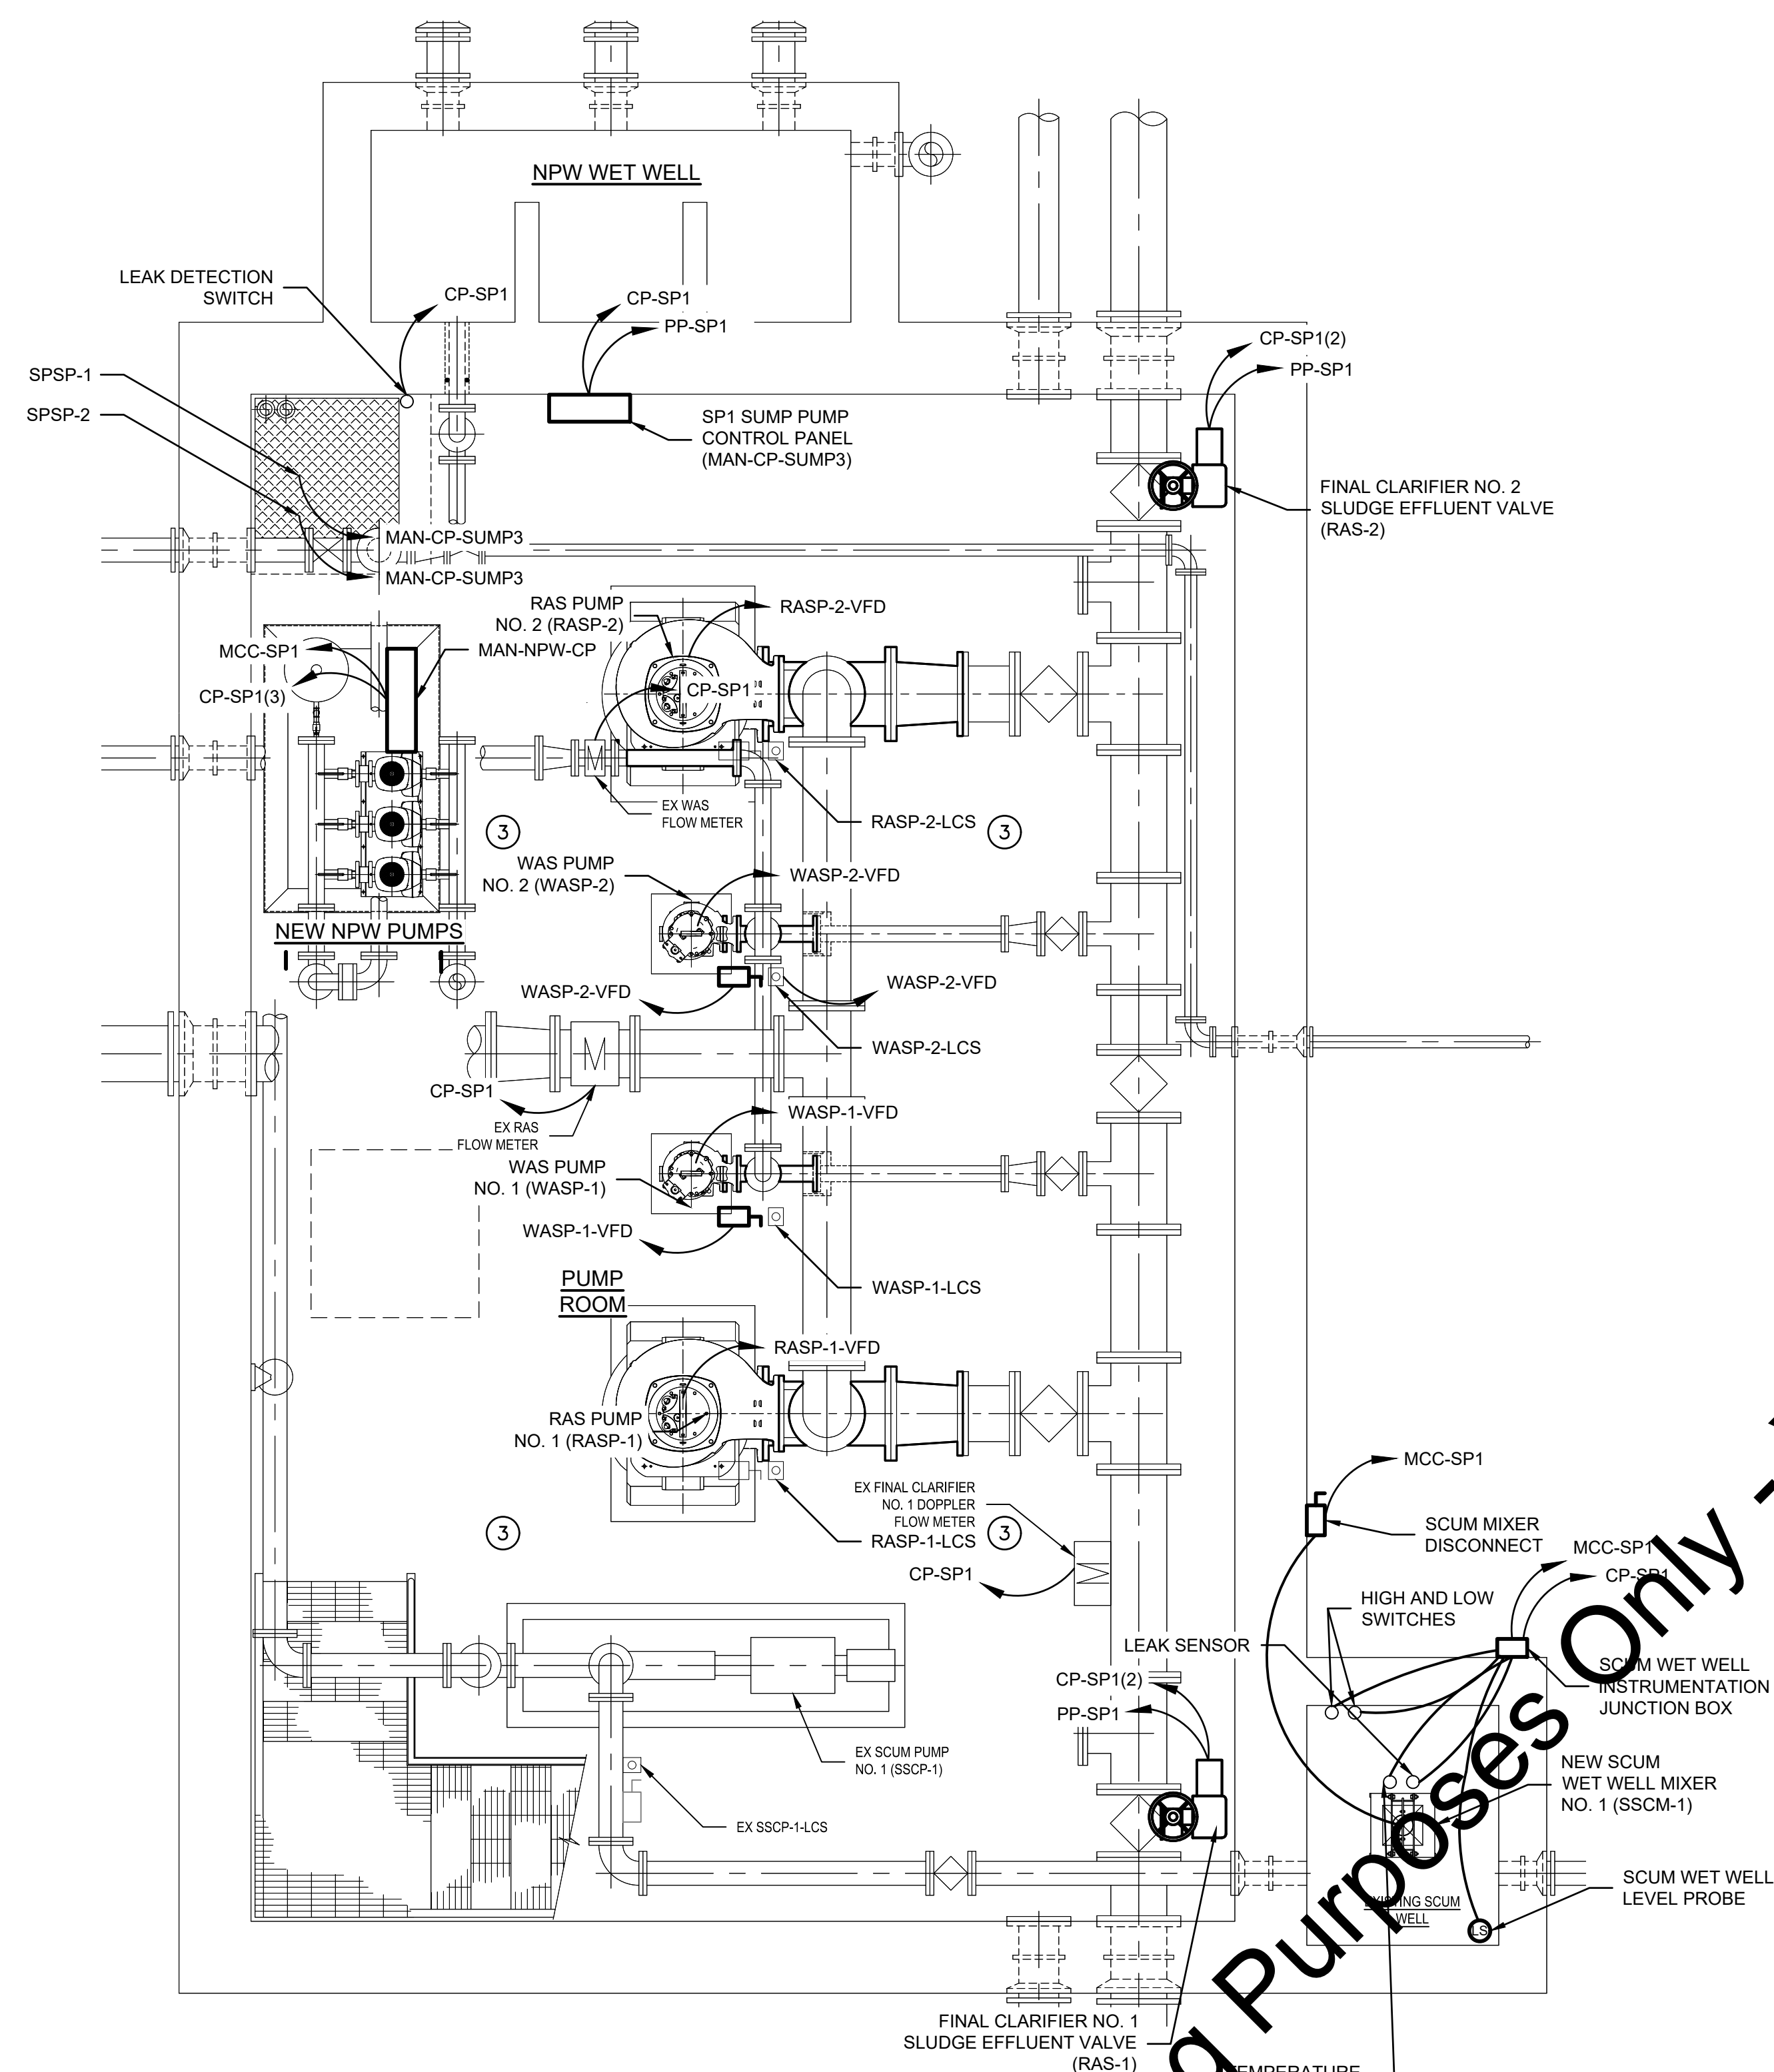 NPW WET WELL
LEAK DETECTION
SWITCH
CP-SP1
CP-SP1
PP-SP1
CP-SP1(2)
PP-SP1
SPSP-1
SPSP-2
SP1 SUMP PUMP
CONTROL PANEL
(MAN-CP-SUMP3)
FINAL CLARIFIER NO. 2
SLUDGE EFFLUENT VALVE
(RAS-2)
MAN-CP-SUMP3
MAN-CP-SUMP3
RAS PUMP
NO. 2 (RASP-2)
RASP-2-VFD
MCC-SP1
MAN-NPW-CP
CP-SP1(3)
CP-SP1
EX WAS
FLOW METER
RASP-2-LCS
3
3
WAS PUMP
NO. 2 (WASP-2)
WASP-2-VFD
NEW NPW PUMPS
WASP-2-VFD
WASP-2-VFD
WASP-2-LCS
CP-SP1
EX RAS
FLOW METER
WASP-1-VFD
WAS PUMP
NO. 1 (WASP-1)
WASP-1-VFD
WASP-1-LCS
PUMP
ROOM
RASP-1-VFD
RAS PUMP
NO. 1 (RASP-1)
EX FINAL CLARIFIER
NO. 1 DOPPLER
FLOW METER
RASP-1-LCS
3
3
CP-SP1
MCC-SP1
SCUM MIXER
DISCONNECT
MCC-SP1
CP-SP1
HIGH AND LOW
SWITCHES
LEAK SENSOR
SCUM WET WELL
INSTRUMENTATION
JUNCTION BOX
CP-SP1(2)
PP-SP1
EX SCUM PUMP
NO. 1 (SSCP-1)
NEW SCUM
WET WELL MIXER
NO. 1 (SSCM-1)
EX SSCP-1-LCS
SCUM WET WELL
LEVEL PROBE
EXISTING SCUM
WELL
LS
FINAL CLARIFIER NO. 1
SLUDGE EFFLUENT VALVE
(RAS-1)
TEMPERATURE
Purposes Only -